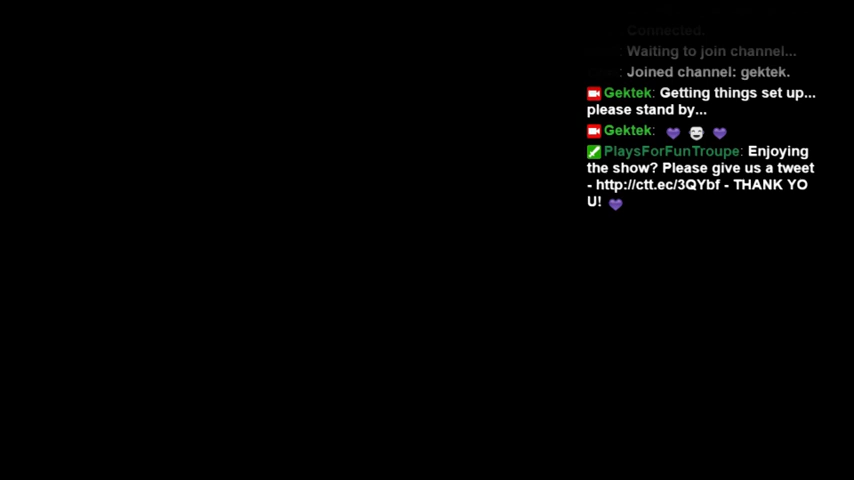 Connected.
: Waiting to join channel...
: Joined channel: gektek.
Gektek: Getting things set up...
please stand by...
Gektek:
PlaysForFunTroupe: Enjoying
the show? Please give us a tweet
- http://ctt.ec/3QYbf - THANK YO
U!